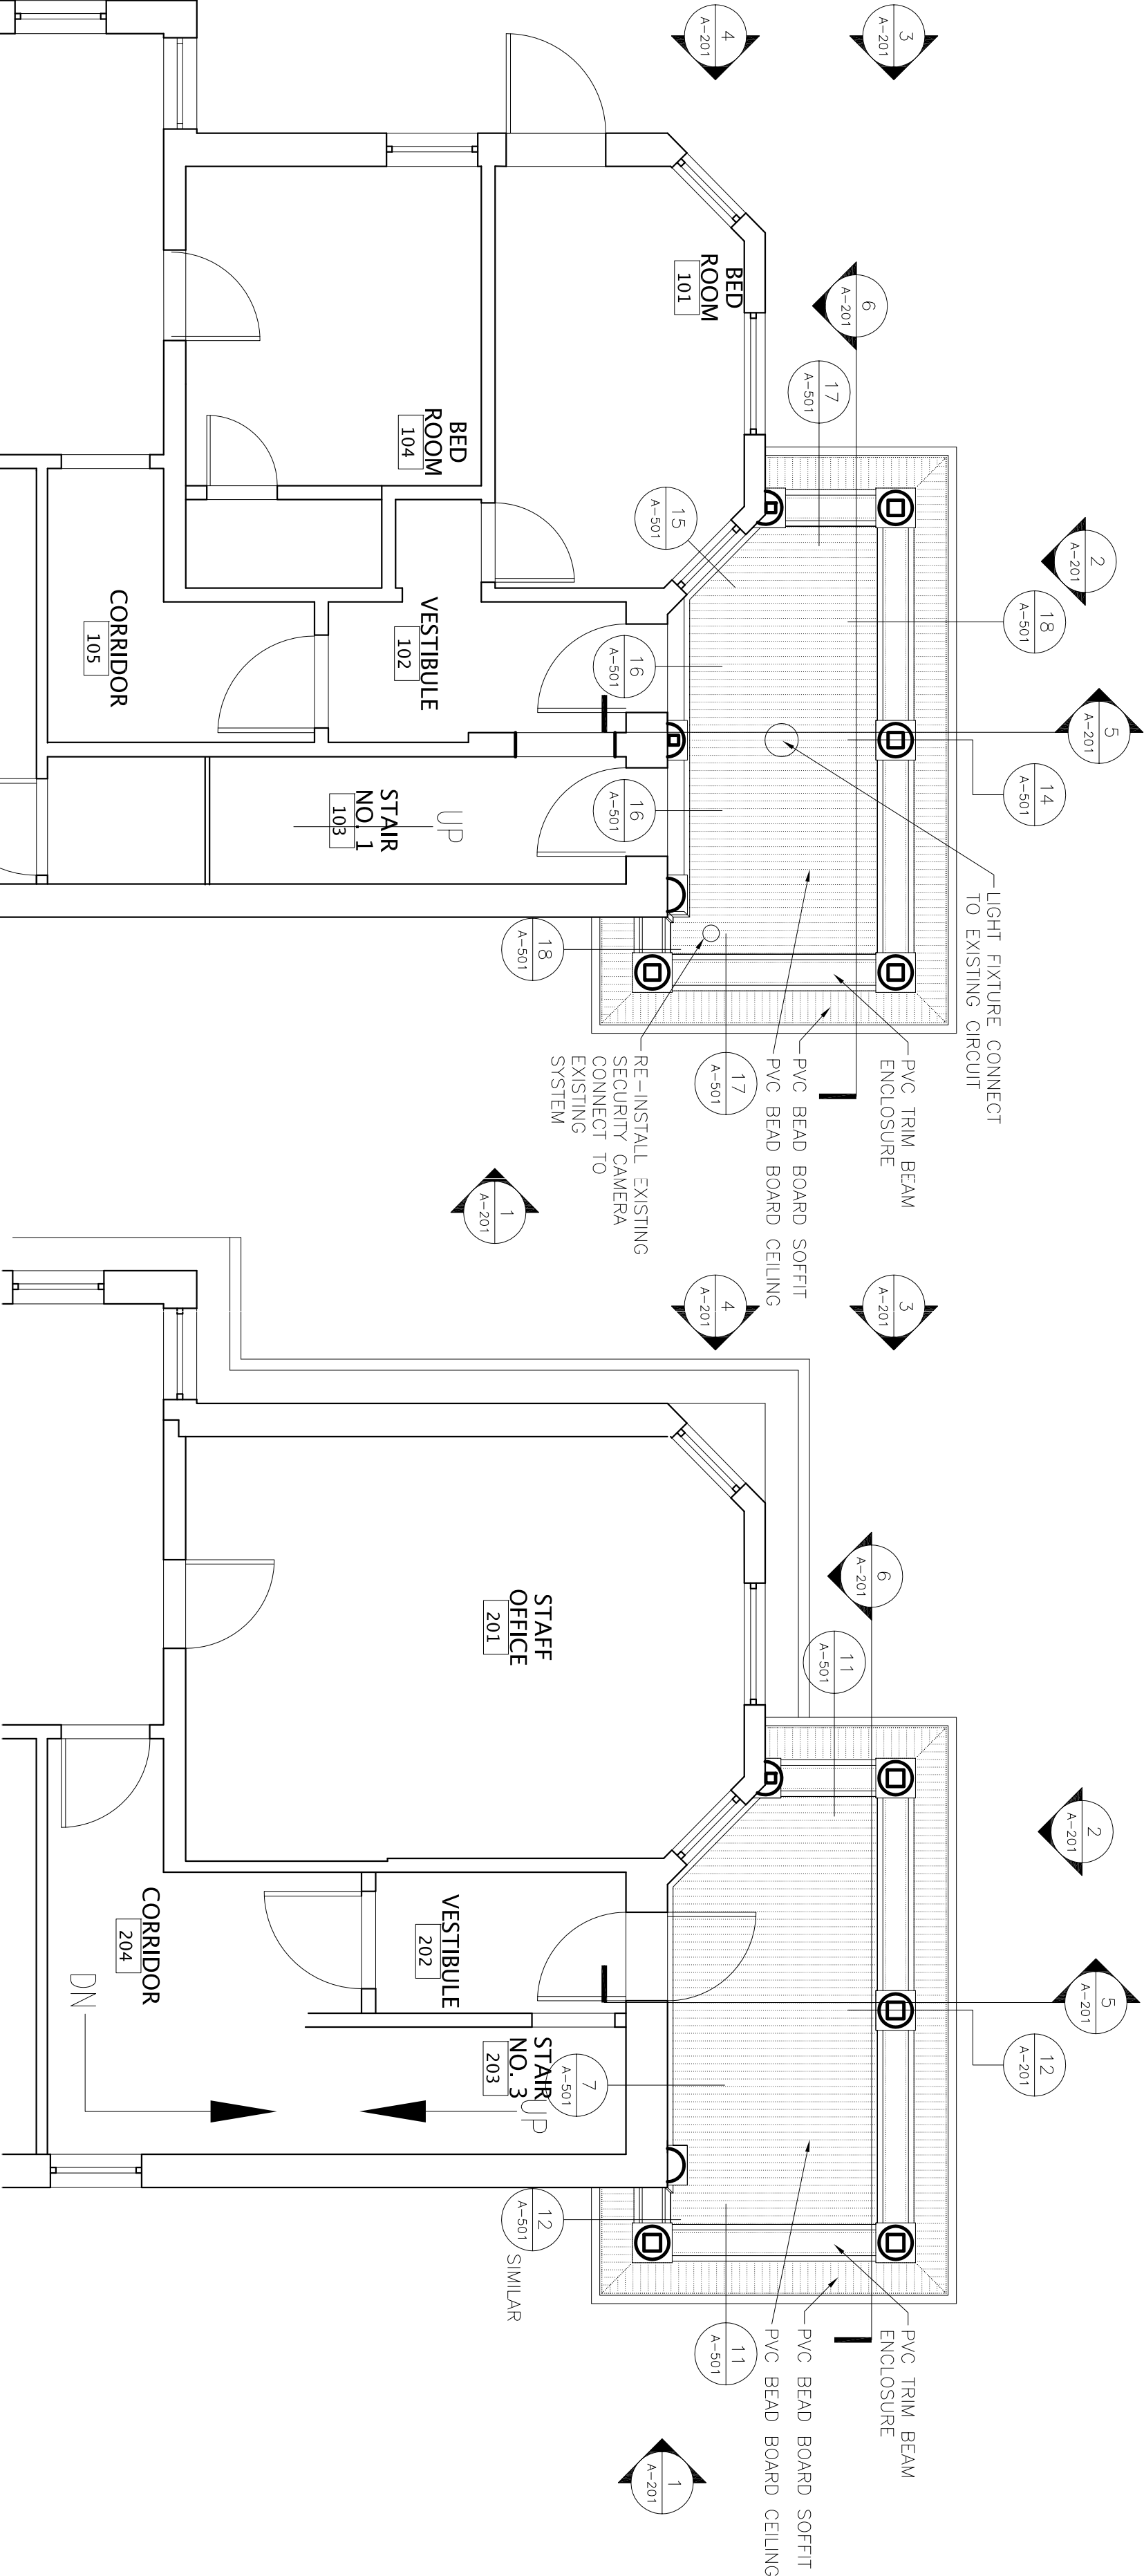 4
A-201
3
A-201
6
A-201
17
A-501
BED
ROOM
101
BED
ROOM
104
15
A-501
2
A-201
18
A-501
CORRIDOR
105
VESTIBULE
102
16
A-501
5
A-201
14
A-501
STAIR
NO. 1
103
UP
16
A-501
LIGHT FIXTURE CONNECT
TO EXISTING CIRCUIT
18
A-501
17
A-501
PVC TRIM BEAM
ENCLOSURE
PVC BEAD BOARD SOFFIT
PVC BEAD BOARD CEILING
RE-INSTALL EXISTING
SECURITY CAMERA
CONNECT TO
EXISTING
SYSTEM
1
A-201
4
A-201
3
A-201
6
A-201
11
A-501
STAFF
OFFICE
201
2
A-201
CORRIDOR
204
VESTIBULE
202
5
A-201
12
A-201
DN
STAIR
NO. 3
203
UP
7
A-501
12
A-501
SIMILAR
11
A-501
PVC TRIM BEAM
ENCLOSURE
PVC BEAD BOARD SOFFIT
PVC BEAD BOARD CEILING
1
A-201